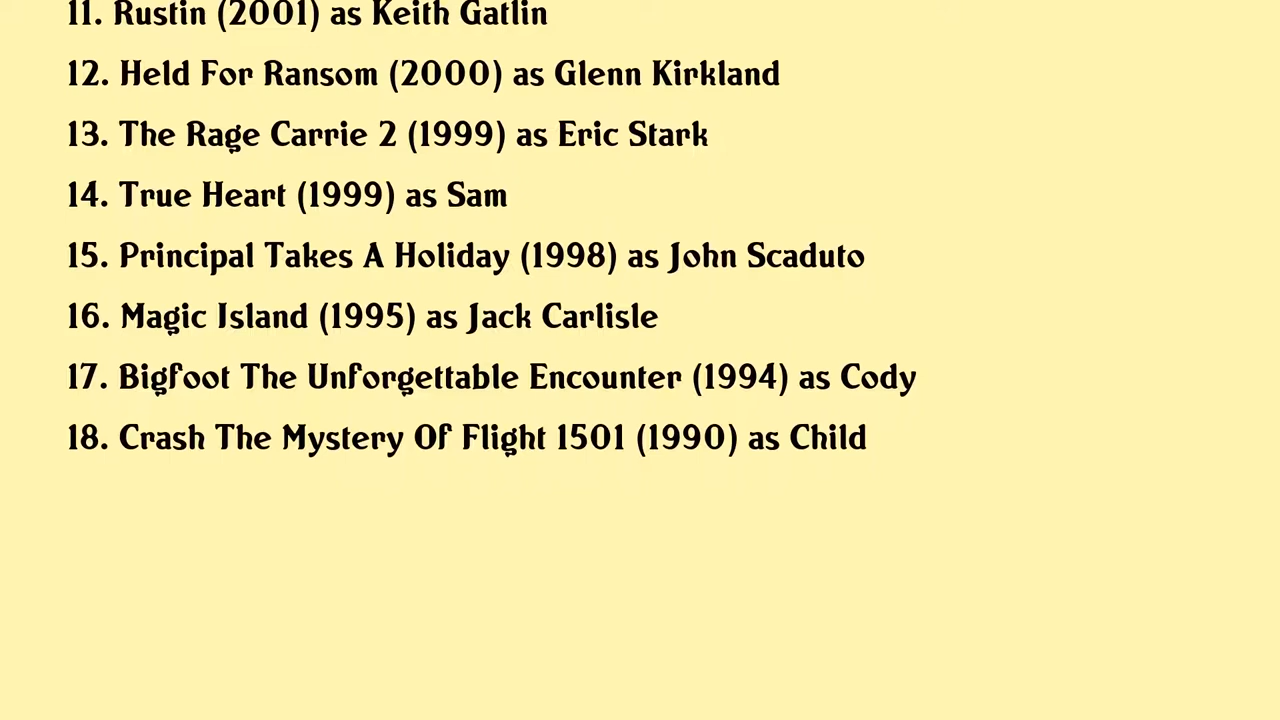 11. Rustin (2001) as Keith Gatlin
12. Held For Ransom (2000) as Glenn Kirkland
13. The Rage Carrie 2 (1999) as Eric Stark
14. True Heart (1999) as Sam
15. Principal Takes A Holiday (1998) as John Scaduto
16. Magic Island (1995) as Jack Carlisle
17. Bigfoot The Unforgettable Encounter (1994) as Cody
18. Crash The Mystery Of Flight 1501 (1990) as Child